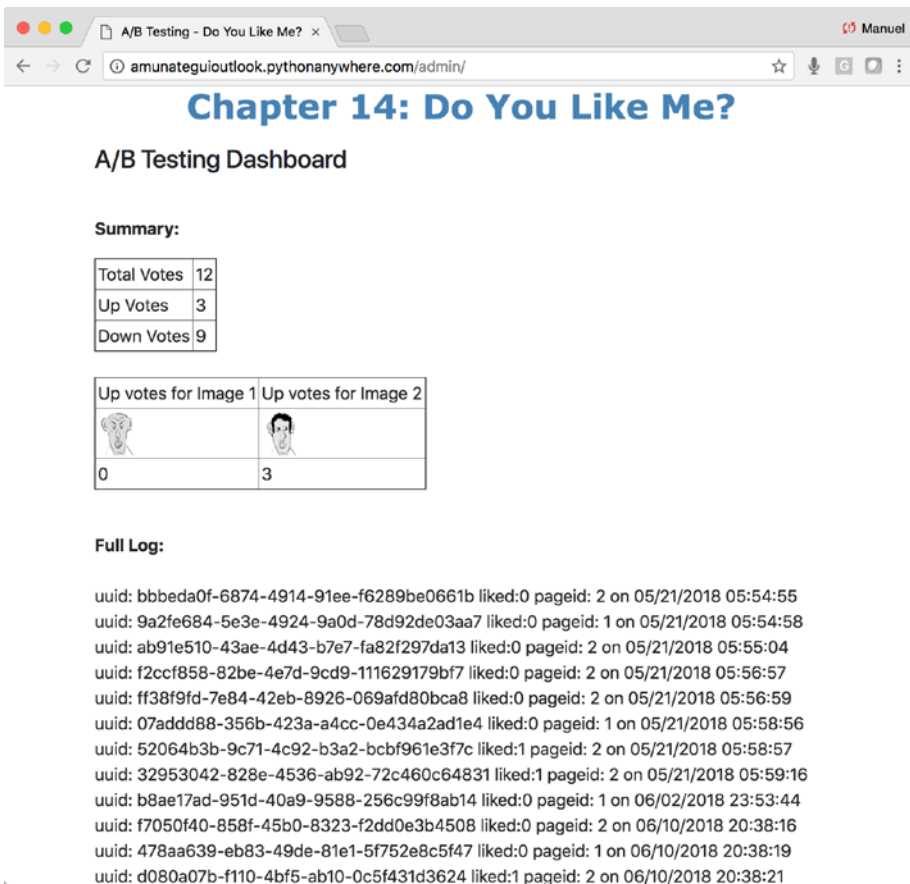 A/B Testing - Do You Like Me? ×
Manuel
amunateguioutlook.pythonanywhere.com/admin/
G
Chapter 14: Do You Like Me?
A/B Testing Dashboard
Summary:
Total Votes 12
Up Votes 3
Down Votes 9
Up votes for Image 1 Up votes for Image 2
0 3
Full Log:
uuid: bbbeda0f-6874-4914-91ee-f6289be0661b liked:0 pageid: 2 on 05/21/2018 05:54:55
uuid: 9a2fe684-5e3e-4924-9a0d-78d92de03aa7 liked:0 pageid: 1 on 05/21/2018 05:54:58
uuid: ab91e510-43ae-4d43-b7e7-fa82f297da13 liked:0 pageid: 2 on 05/21/2018 05:55:04
uuid: f2ccf858-82be-4e7d-9cd9-111629179bf7 liked:0 pageid: 2 on 05/21/2018 05:56:57
uuid: ff38f9fd-7e84-42eb-8926-069afd80bca8 liked:0 pageid: 2 on 05/21/2018 05:56:59
uuid: 07addd88-356b-423a-a4cc-0e434a2ad1e4 liked:0 pageid: 1 on 05/21/2018 05:58:56
uuid: 52064b3b-9c71-4c92-b3a2-bcbf961e3f7c liked:1 pageid: 2 on 05/21/2018 05:58:57
uuid: 32953042-828e-4536-ab92-72c460c64831 liked:1 pageid: 2 on 05/21/2018 05:59:16
uuid: b8ae17ad-951d-40a9-9588-256c99f8ab14 liked:0 pageid: 1 on 06/02/2018 23:53:44
uuid: f7050f40-858f-45b0-8323-f2dd0e3b4508 liked:0 pageid: 2 on 06/10/2018 20:38:16
uuid: 478aa639-eb83-49de-81e1-5f752e8c5f47 liked:0 pageid: 1 on 06/10/2018 20:38:19
uuid: d080a07b-f110-4bf5-ab10-0c5f431d3624 liked:1 pageid: 2 on 06/10/2018 20:38:21